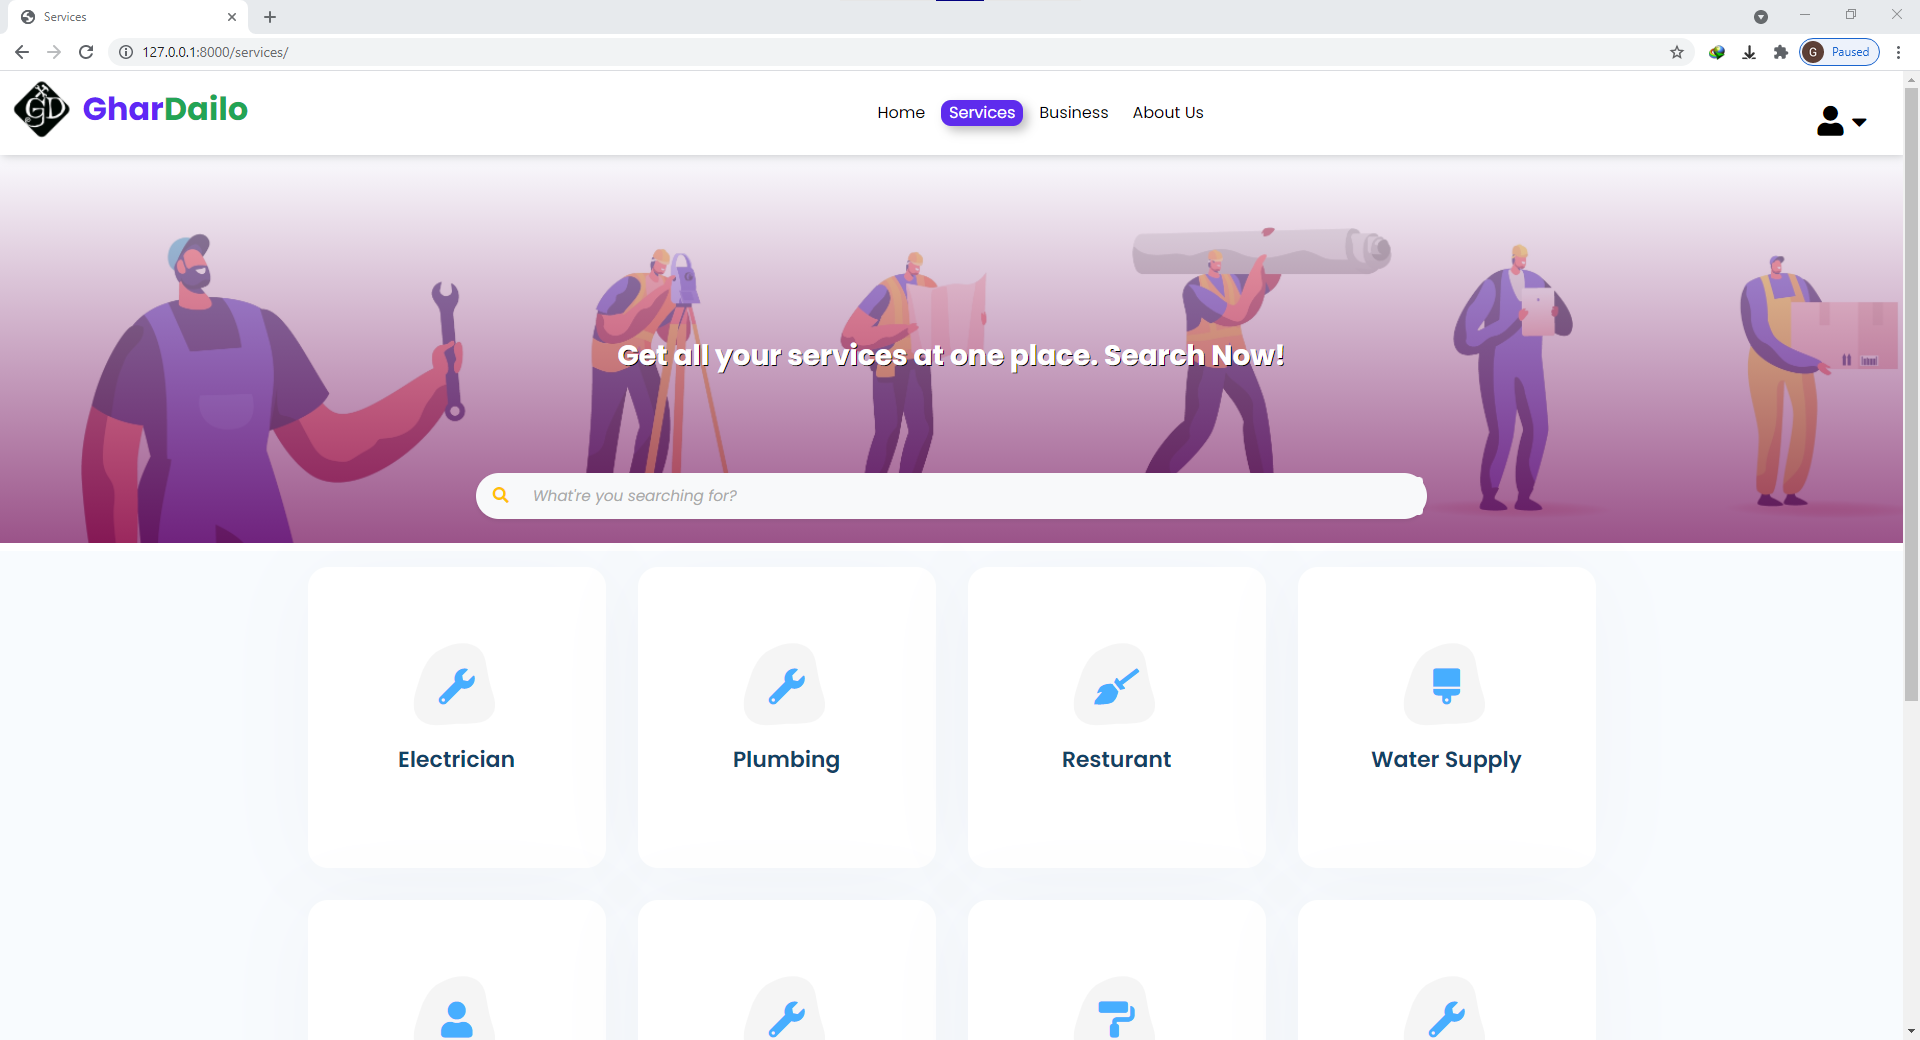 Services
127.0.0.1:8000/services/
G Paused
GD GharDailo
Home Services Business About Us
Get all your services at one place. Search Now!
What're you searching for?
Electrician Plumbing Resturant Water Supply